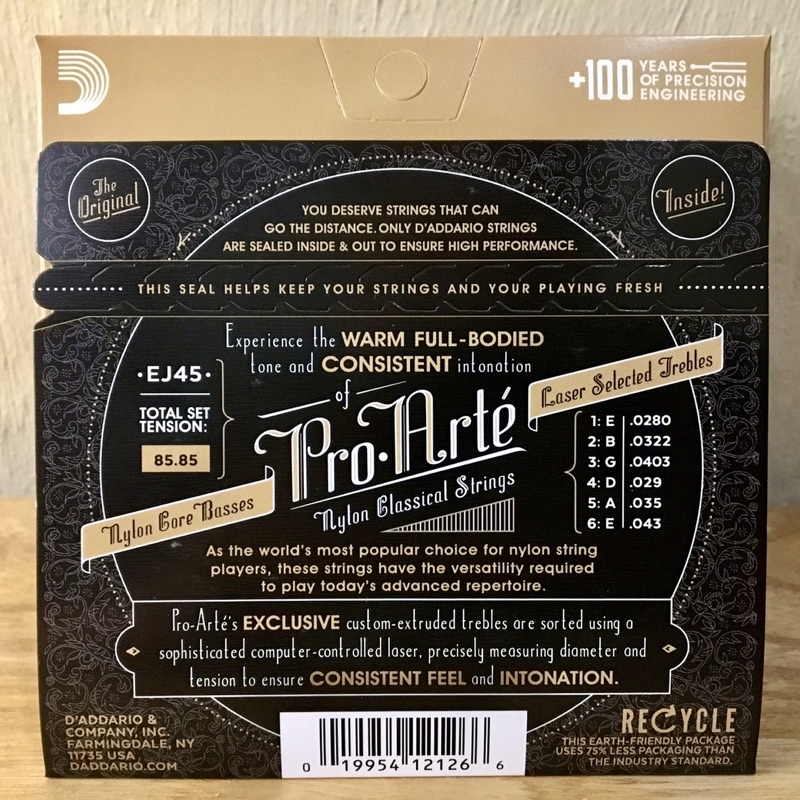 +100 YEARS
OF PRECISION
ENGINEERING
The
Original
Inside!
YOU DESERVE STRINGS THAT CAN
GO THE DISTANCE. ONLY D'ADDARIO STRINGS
ARE SEALED INSIDE & OUT TO ENSURE HIGH PERFORMANCE.
THIS SEAL HELPS KEEP YOUR STRINGS AND YOUR PLAYING FRESH
Experience the WARM FULL-BODIED
tone and CONSISTENT intonation
of
Pro·Arté
Nylon Classical Strings
·EJ45·
TOTAL SET
TENSION:
85.85
Nylon Core Basses
Laser Selected Trebles
1: E .0280
2: B .0322
3: G .0403
4: D .029
5: A .035
6: E .043
As the world's most popular choice for nylon string
players, these strings have the versatility required
to play today's advanced repertoire.
Pro-Arté's EXCLUSIVE custom-extruded trebles are sorted using a
sophisticated computer-controlled laser, precisely measuring diameter and
tension to ensure CONSISTENT FEEL and INTONATION.
D'ADDARIO &
COMPANY, INC.
FARMINGDALE, NY
11735 USA
DADDARIO.COM
0 19954 12126 6
RECYCLE
THIS EARTH-FRIENDLY PACKAGE
USES 75% LESS PACKAGING THAN
THE INDUSTRY STANDARD.